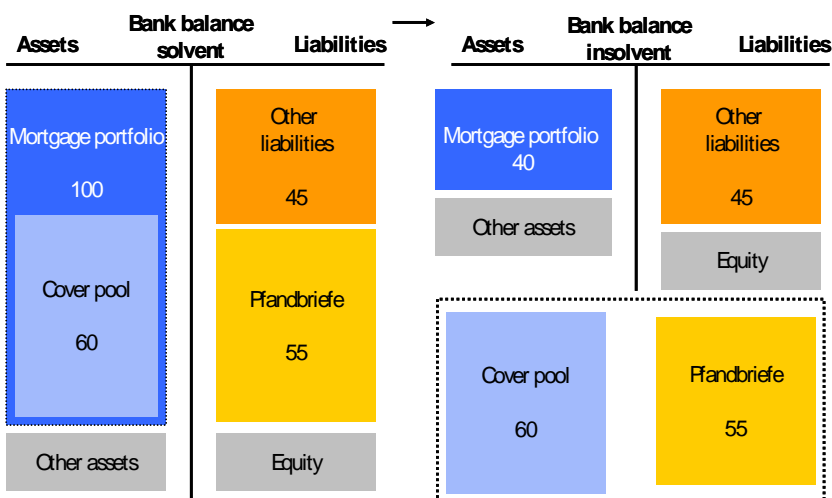 Assets
Bank balance
solvent
Liabilities
Mortgage portfolio
100
Cover pool
60
Other assets
Other
liabilities
45
Pfandbriefe
55
Equity
Assets
Bank balance
insolvent
Liabilities
Mortgage portfolio
40
Other assets
Other
liabilities
45
Equity
Cover pool
60
Pfandbriefe
55